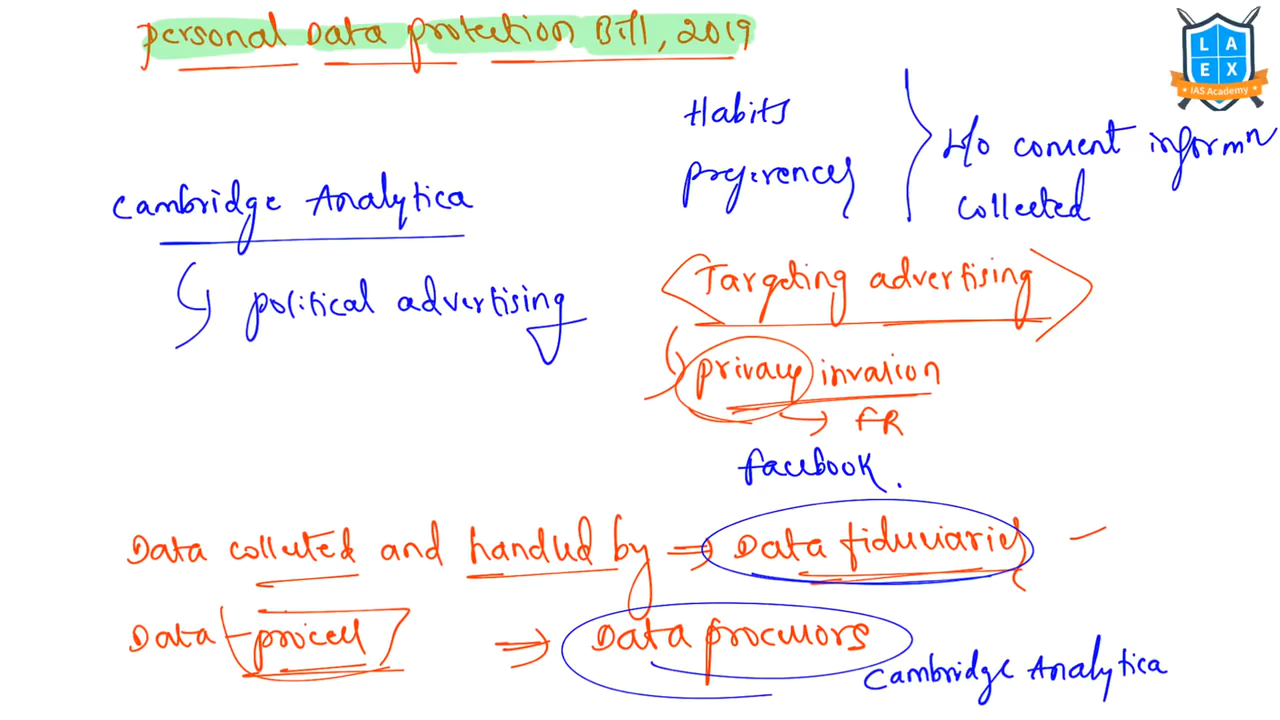 Personal Data protection Bill, 2019
LAEX
IAS Academy
Habits
preferences
w/o consent informn
collected
Cambridge Analytica
political advertising
Targeting advertising
privacy invasion
→ FR
facebook.
Data collected and handled by ⇒ Data fiduciaries –
Data process ⇒ Data processors
Cambridge Analytica